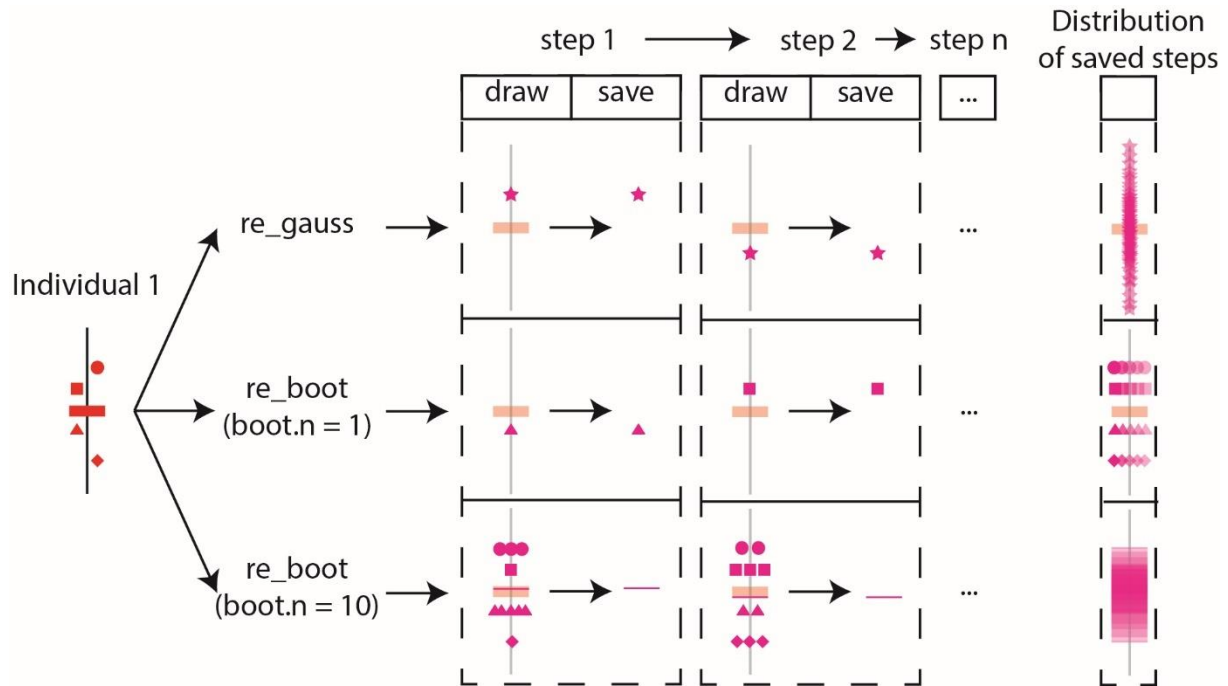 Distribution
of saved steps
step 1
step 2
step n
draw
save
draw
save
...
re_gauss
...
Individual 1
re_boot
(boot.n = 1)
...
re_boot
(boot.n = 10)
...